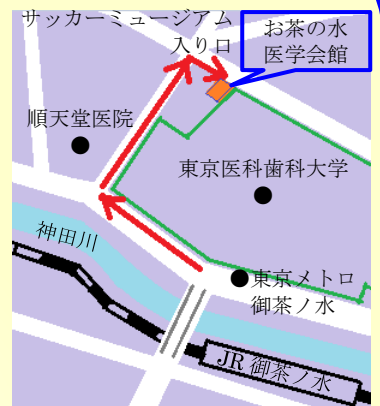 サッカーミュージアム
入り口
お茶の水
医学会館
順天堂医院
東京医科歯科大学
神田川
東京メトロ
御茶ノ水
JR 御茶ノ水